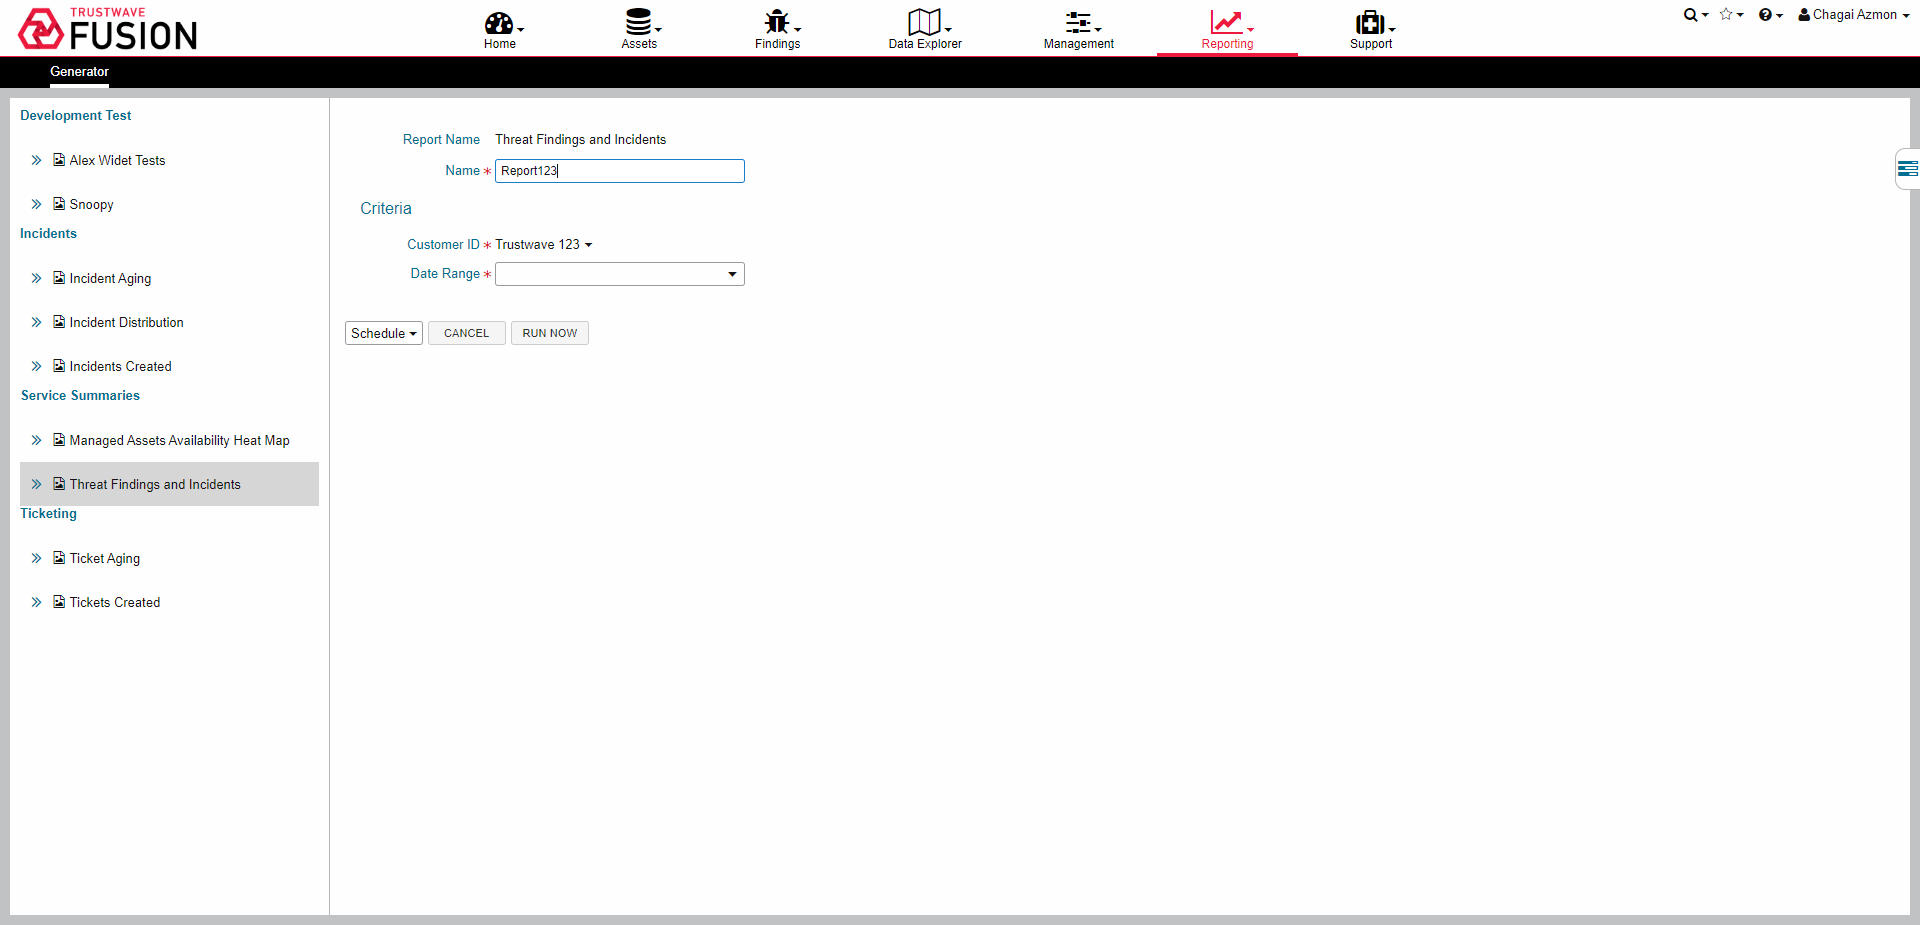 TRUSTWAVE
FUSION
Home
Assets
Findings
Data Explorer
Management
Reporting
Support
Chagai Azmon
Generator
Development Test
Alex Widet Tests
Snoopy
Incidents
Incident Aging
Incident Distribution
Incidents Created
Service Summaries
Managed Assets Availability Heat Map
Threat Findings and Incidents
Ticketing
Ticket Aging
Tickets Created
Report Name Threat Findings and Incidents
Name * Report123
Criteria
Customer ID * Trustwave 123
Date Range *
Schedule CANCEL RUN NOW